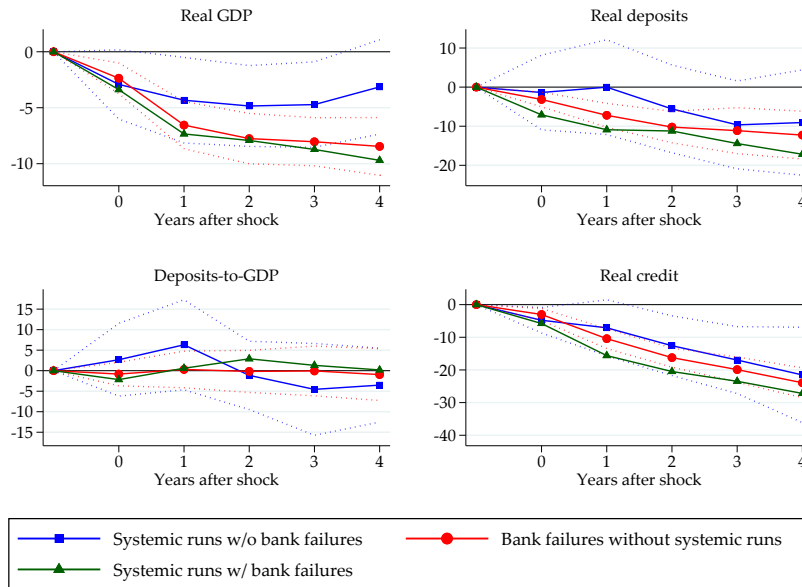 Real GDP
0
-5
-10
0 1 2 3 4
Years after shock
Real deposits
10
0
-10
-20
0 1 2 3 4
Years after shock
Deposits-to-GDP
15
10
5
0
-5
-10
-15
0 1 2 3 4
Years after shock
Real credit
0
-10
-20
-30
-40
0 1 2 3 4
Years after shock
Systemic runs w/o bank failures
Bank failures without systemic runs
Systemic runs w/ bank failures